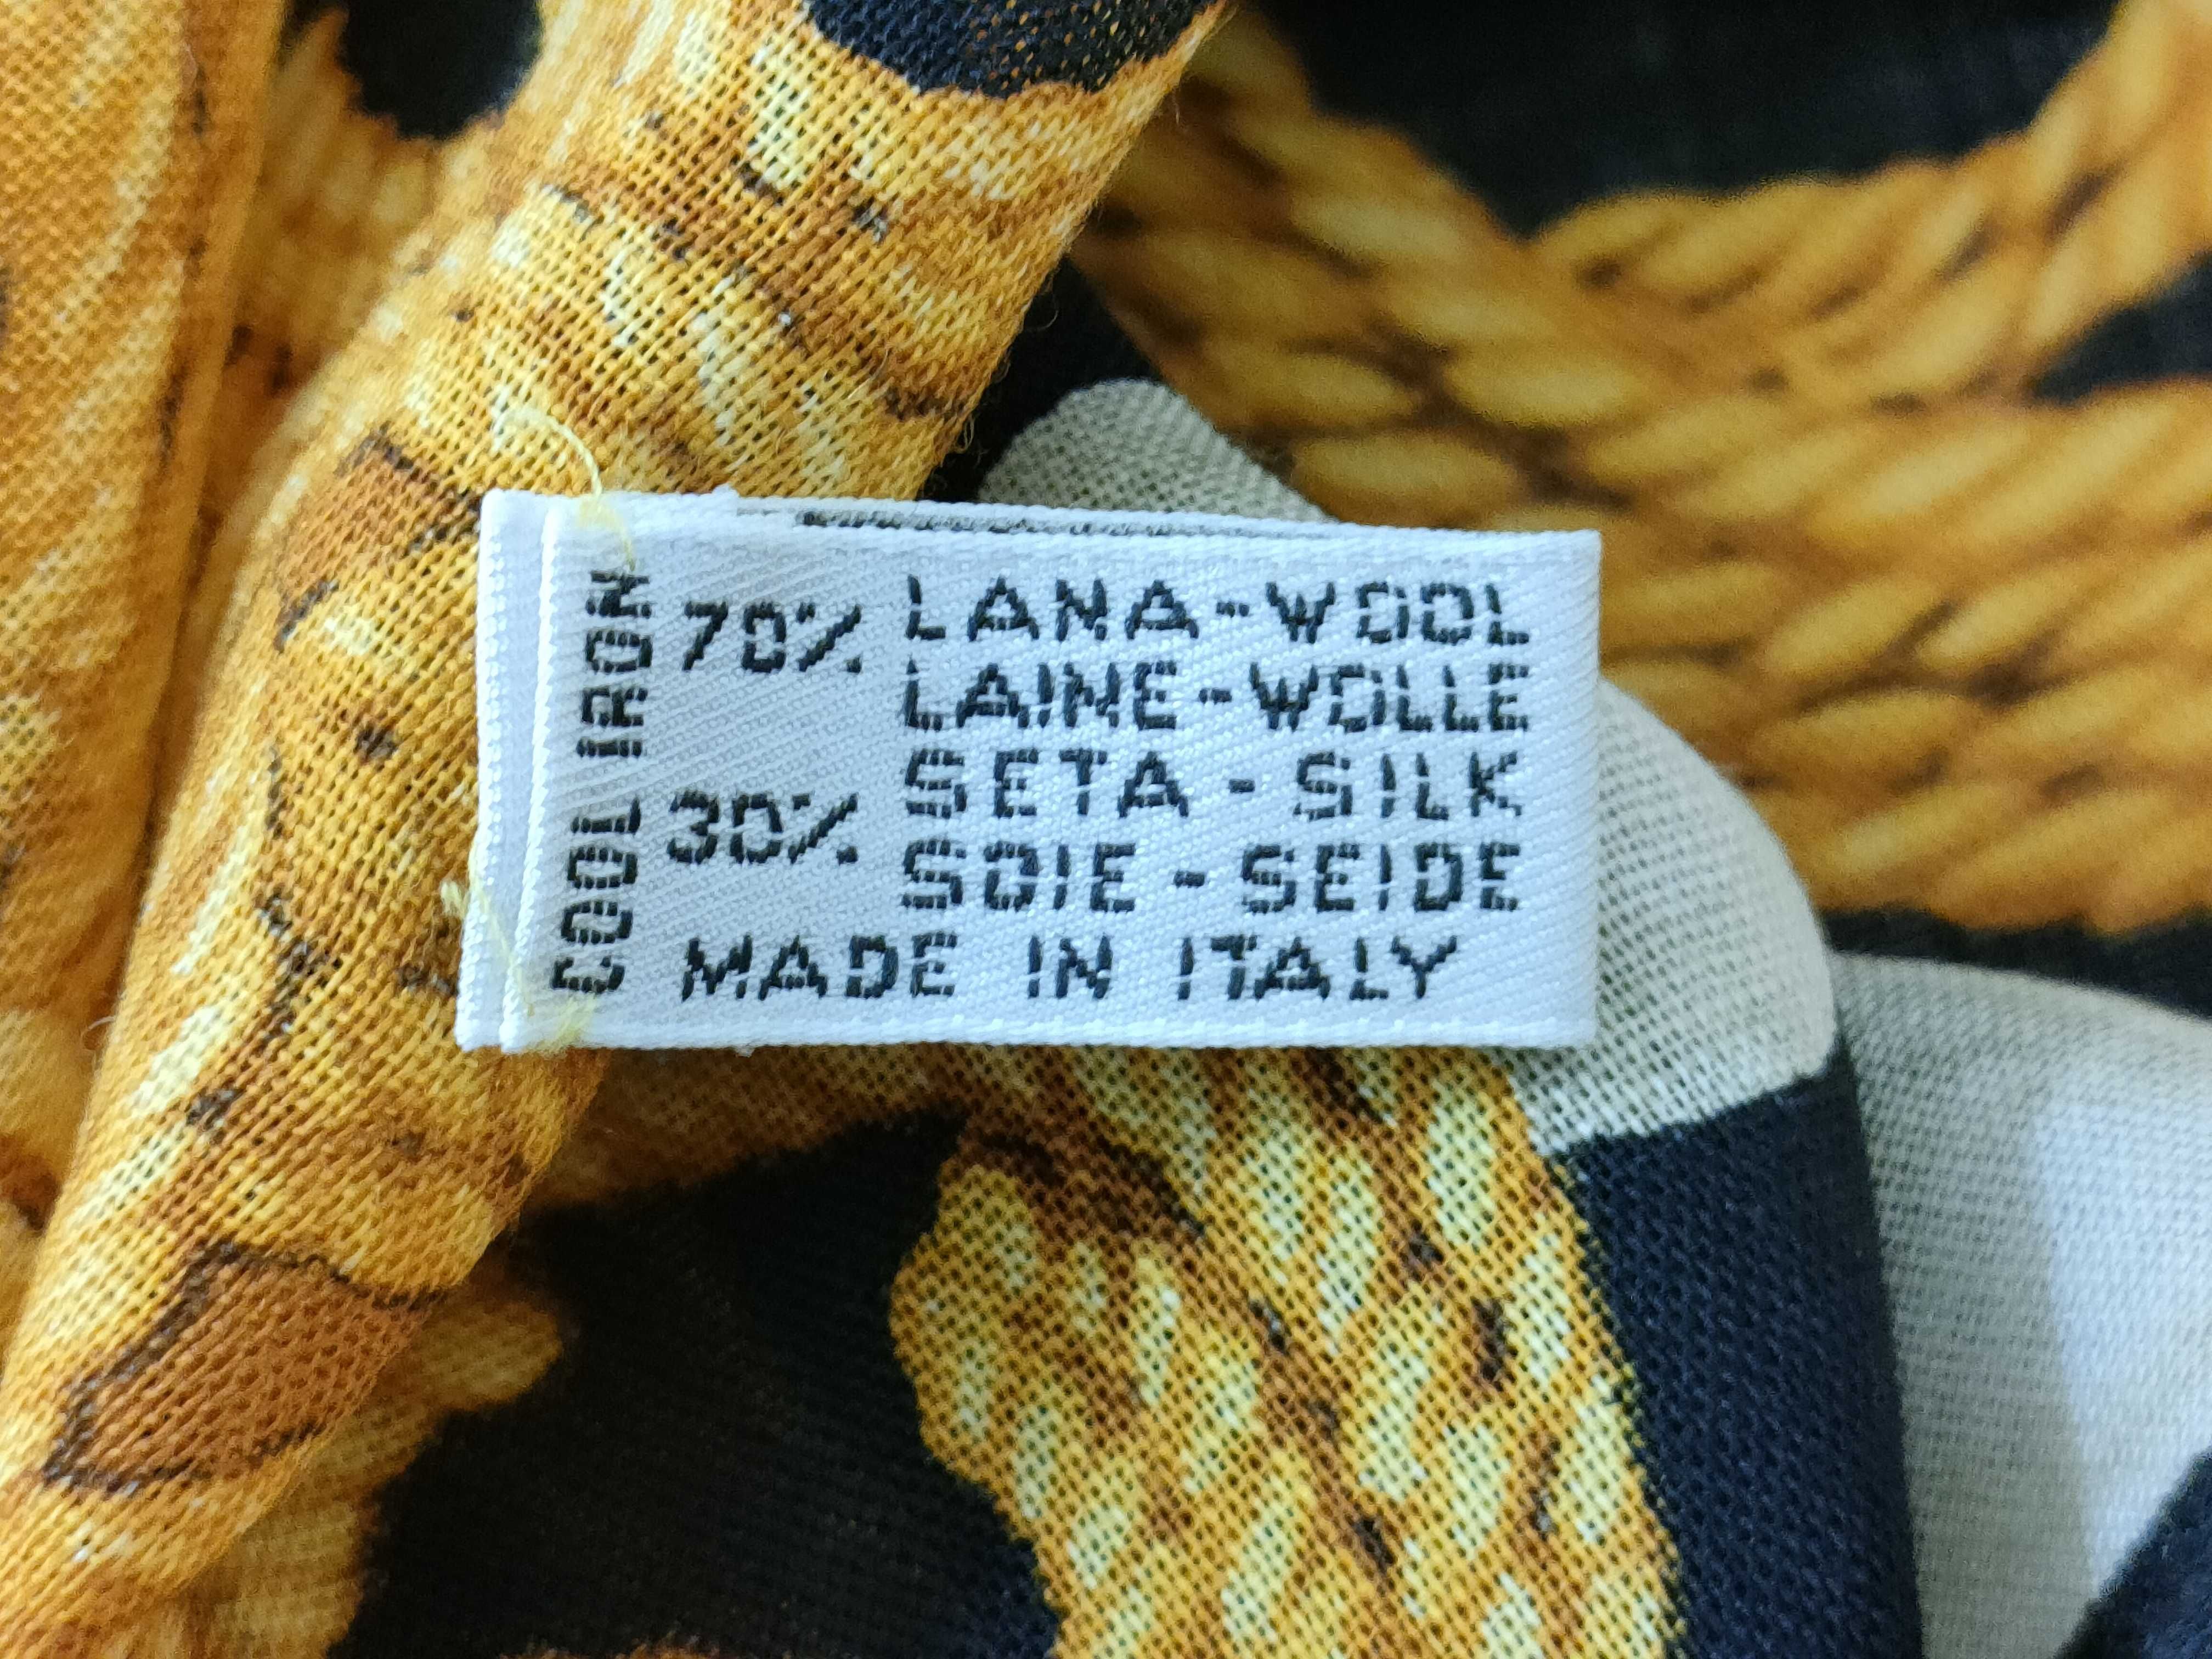 COOL IRON
70% LANA-WOOL
LAINE-WOLLE
30% SETA-SILK
SOIE-SEIDE
MADE IN ITALY